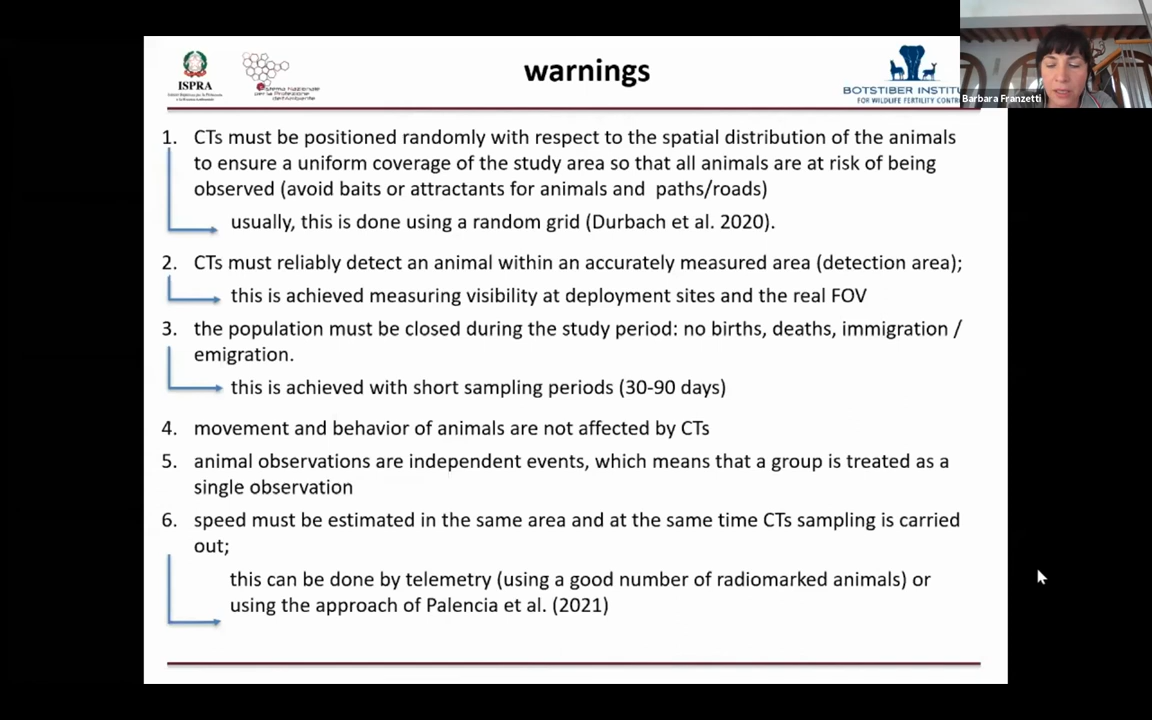 warnings
ISPRA
BOTSTIBER INSTIT
FOR WILDLIFE FERTILITY CONTR
Barbara Franzetti
1. CTs must be positioned randomly with respect to the spatial distribution of the animals
to ensure a uniform coverage of the study area so that all animals are at risk of being
observed (avoid baits or attractants for animals and paths/roads)
usually, this is done using a random grid (Durbach et al. 2020).
2. CTs must reliably detect an animal within an accurately measured area (detection area);
this is achieved measuring visibility at deployment sites and the real FOV
3. the population must be closed during the study period: no births, deaths, immigration /
emigration.
this is achieved with short sampling periods (30-90 days)
4. movement and behavior of animals are not affected by CTs
5. animal observations are independent events, which means that a group is treated as a
single observation
6. speed must be estimated in the same area and at the same time CTs sampling is carried
out;
this can be done by telemetry (using a good number of radiomarked animals) or
using the approach of Palencia et al. (2021)